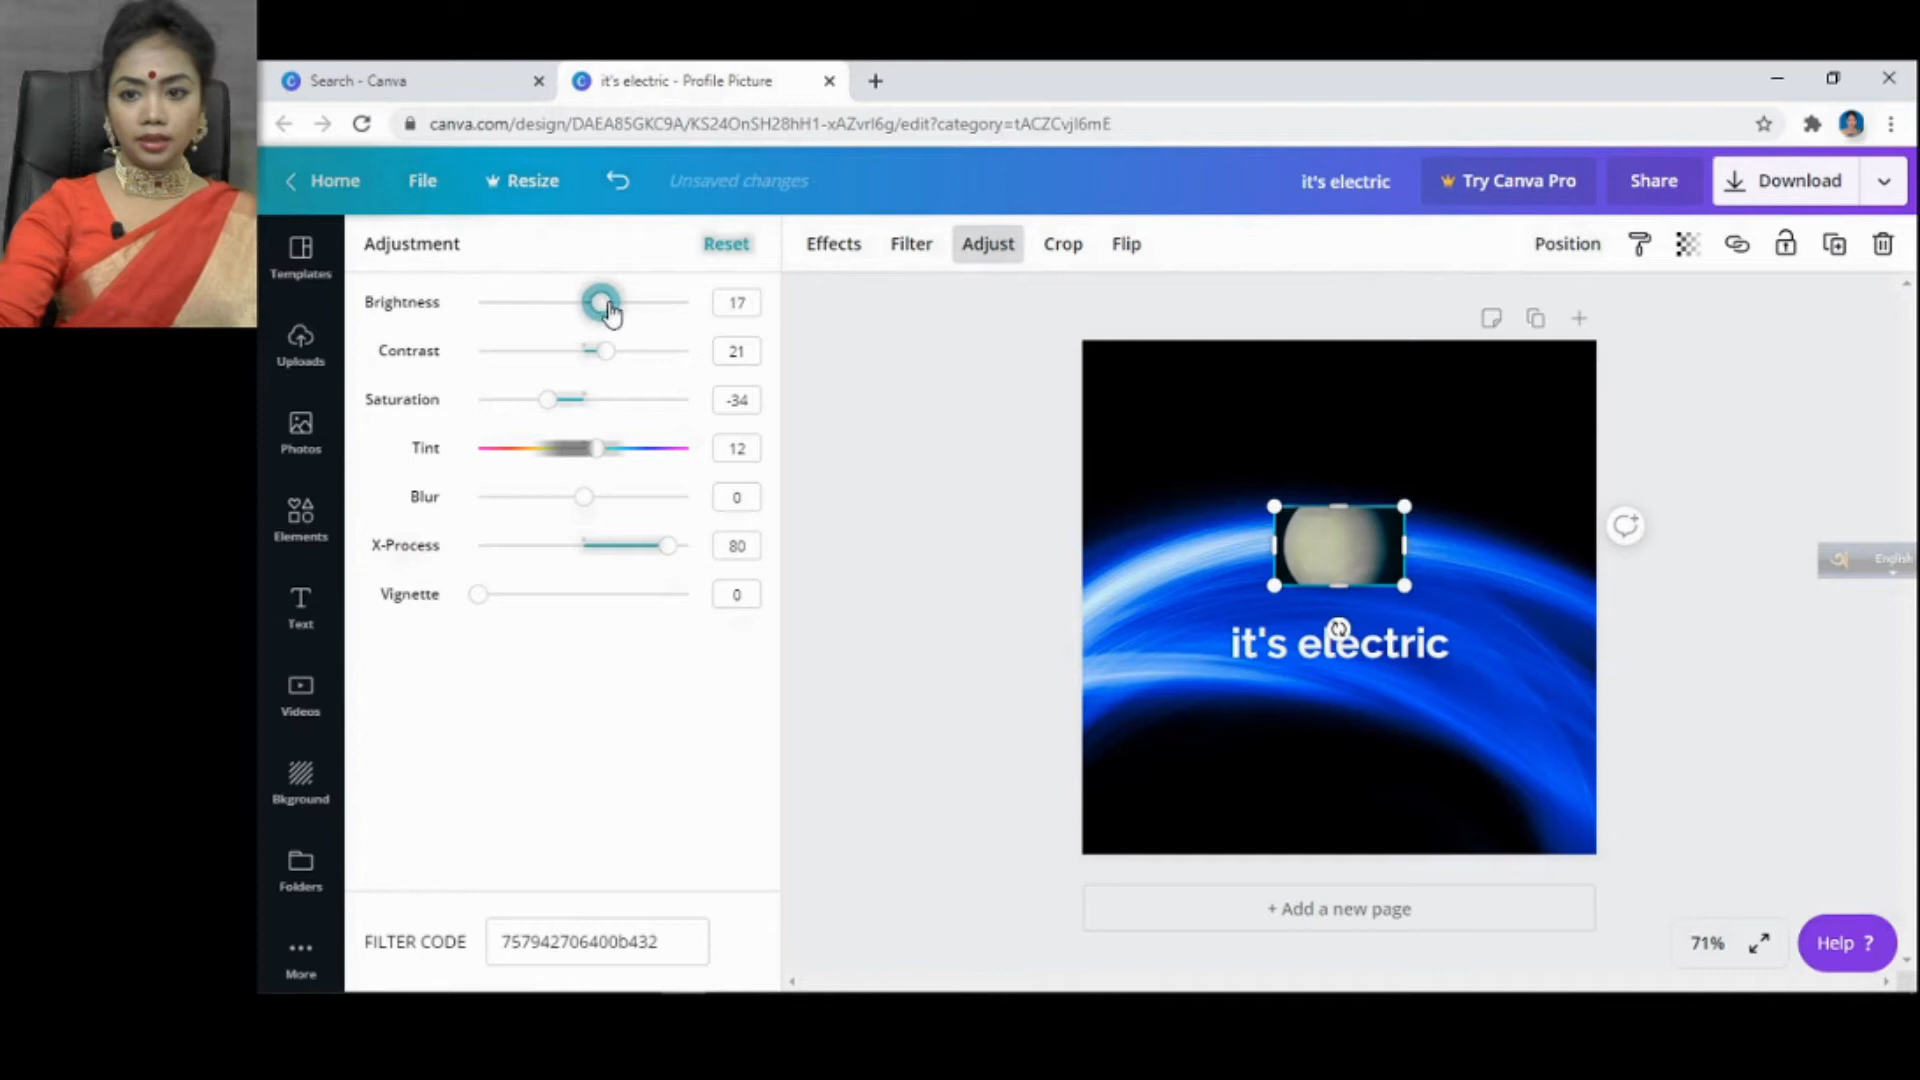 Search - Canva
it's electric - Profile Picture
canva.com/design/DAEA85GKC9A/KS24OnSH28hH1-xAZvrl6g/edit?category=tACZCvjl6mE
Home
File
Resize
Unsaved changes
it's electric
Try Canva Pro
Share
Download
Templates
Uploads
Photos
Elements
Text
Videos
Bkground
Folders
More
Adjustment
Reset
Brightness 17
Contrast 21
Saturation -34
Tint 12
Blur 0
X-Process 80
Vignette 0
FILTER CODE 757942706400b432
Effects
Filter
Adjust
Crop
Flip
Position
it's electric
+ Add a new page
অ English
71%
Help ?